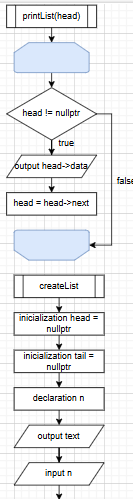 printList(head)
head != nullptr
true
output head->data
false
head = head->next
createList
inicialization head =
nullptr
inicialization tail =
nullptr
declaration n
output text
input n